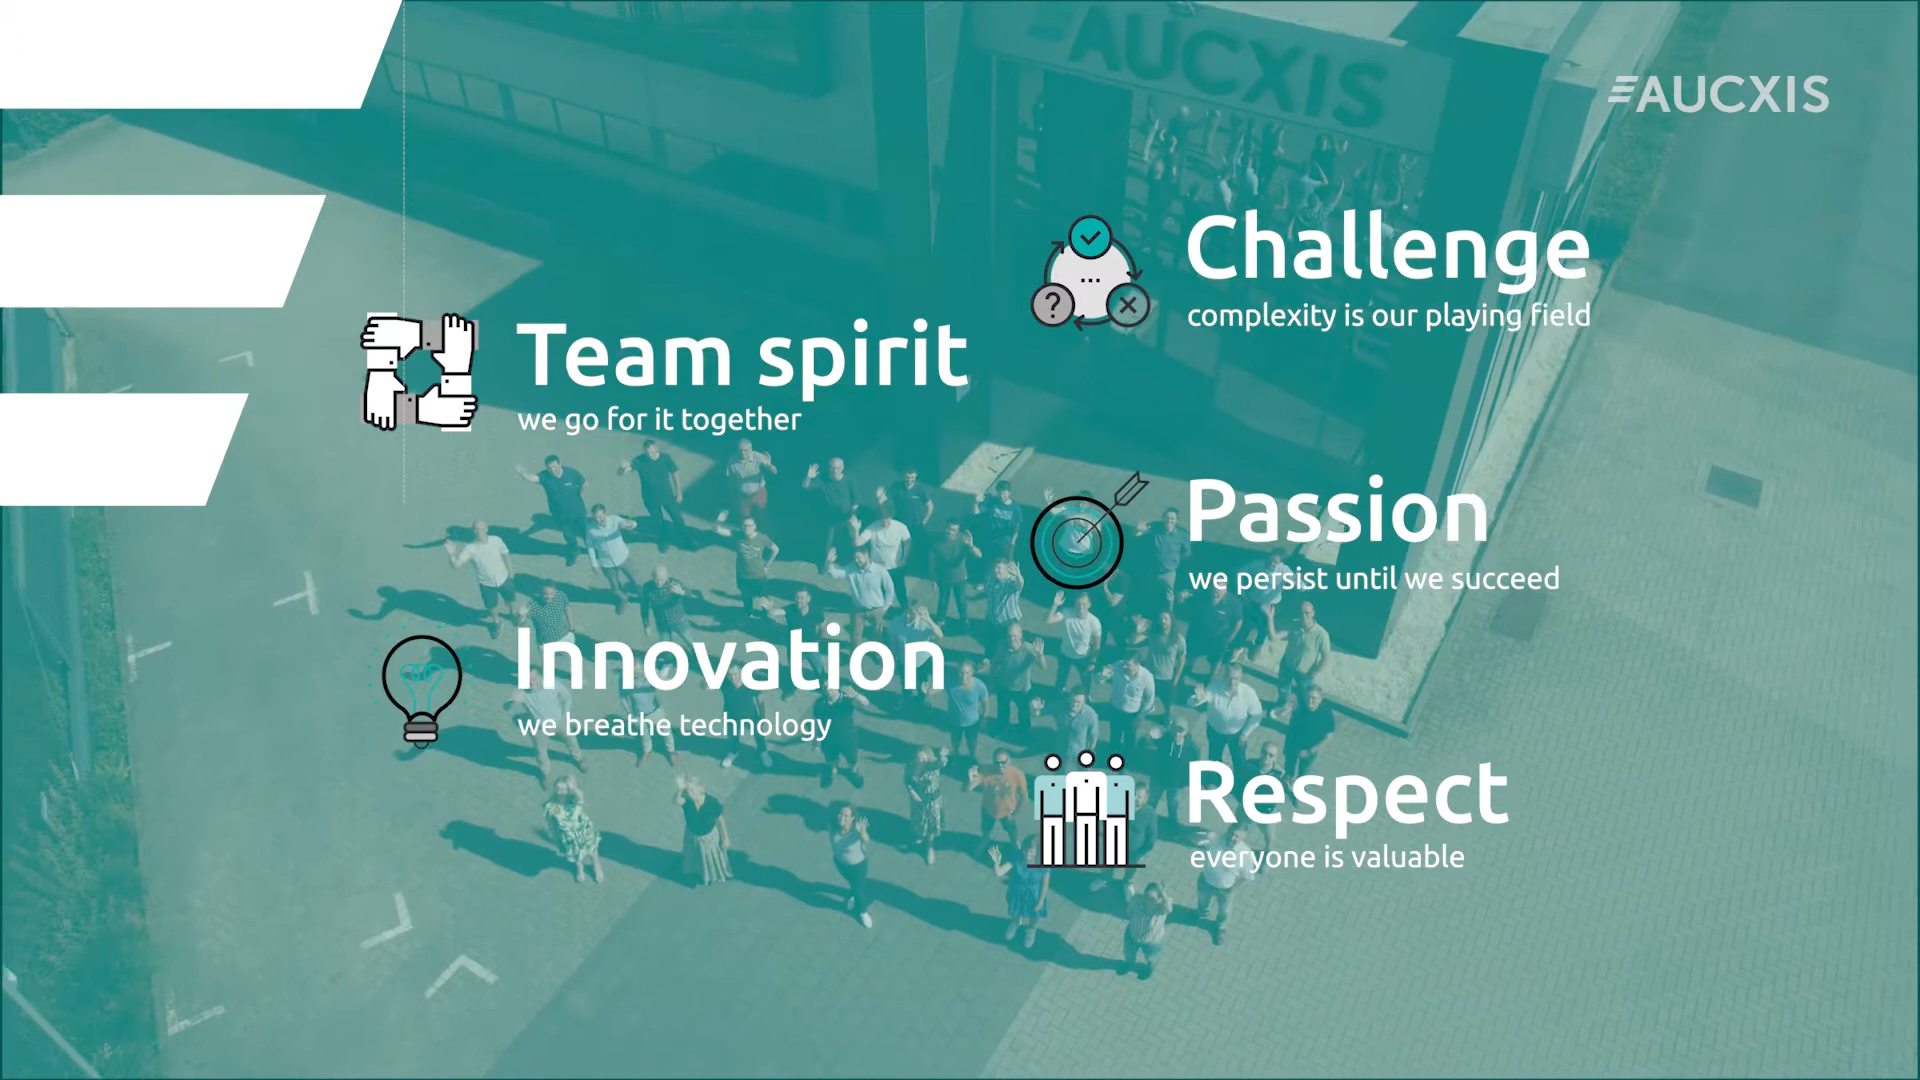 AUCXIS
AUCXIS
Team spirit
we go for it together
Innovation
we breathe technology
Challenge
complexity is our playing field
Passion
we persist until we succeed
Respect
everyone is valuable